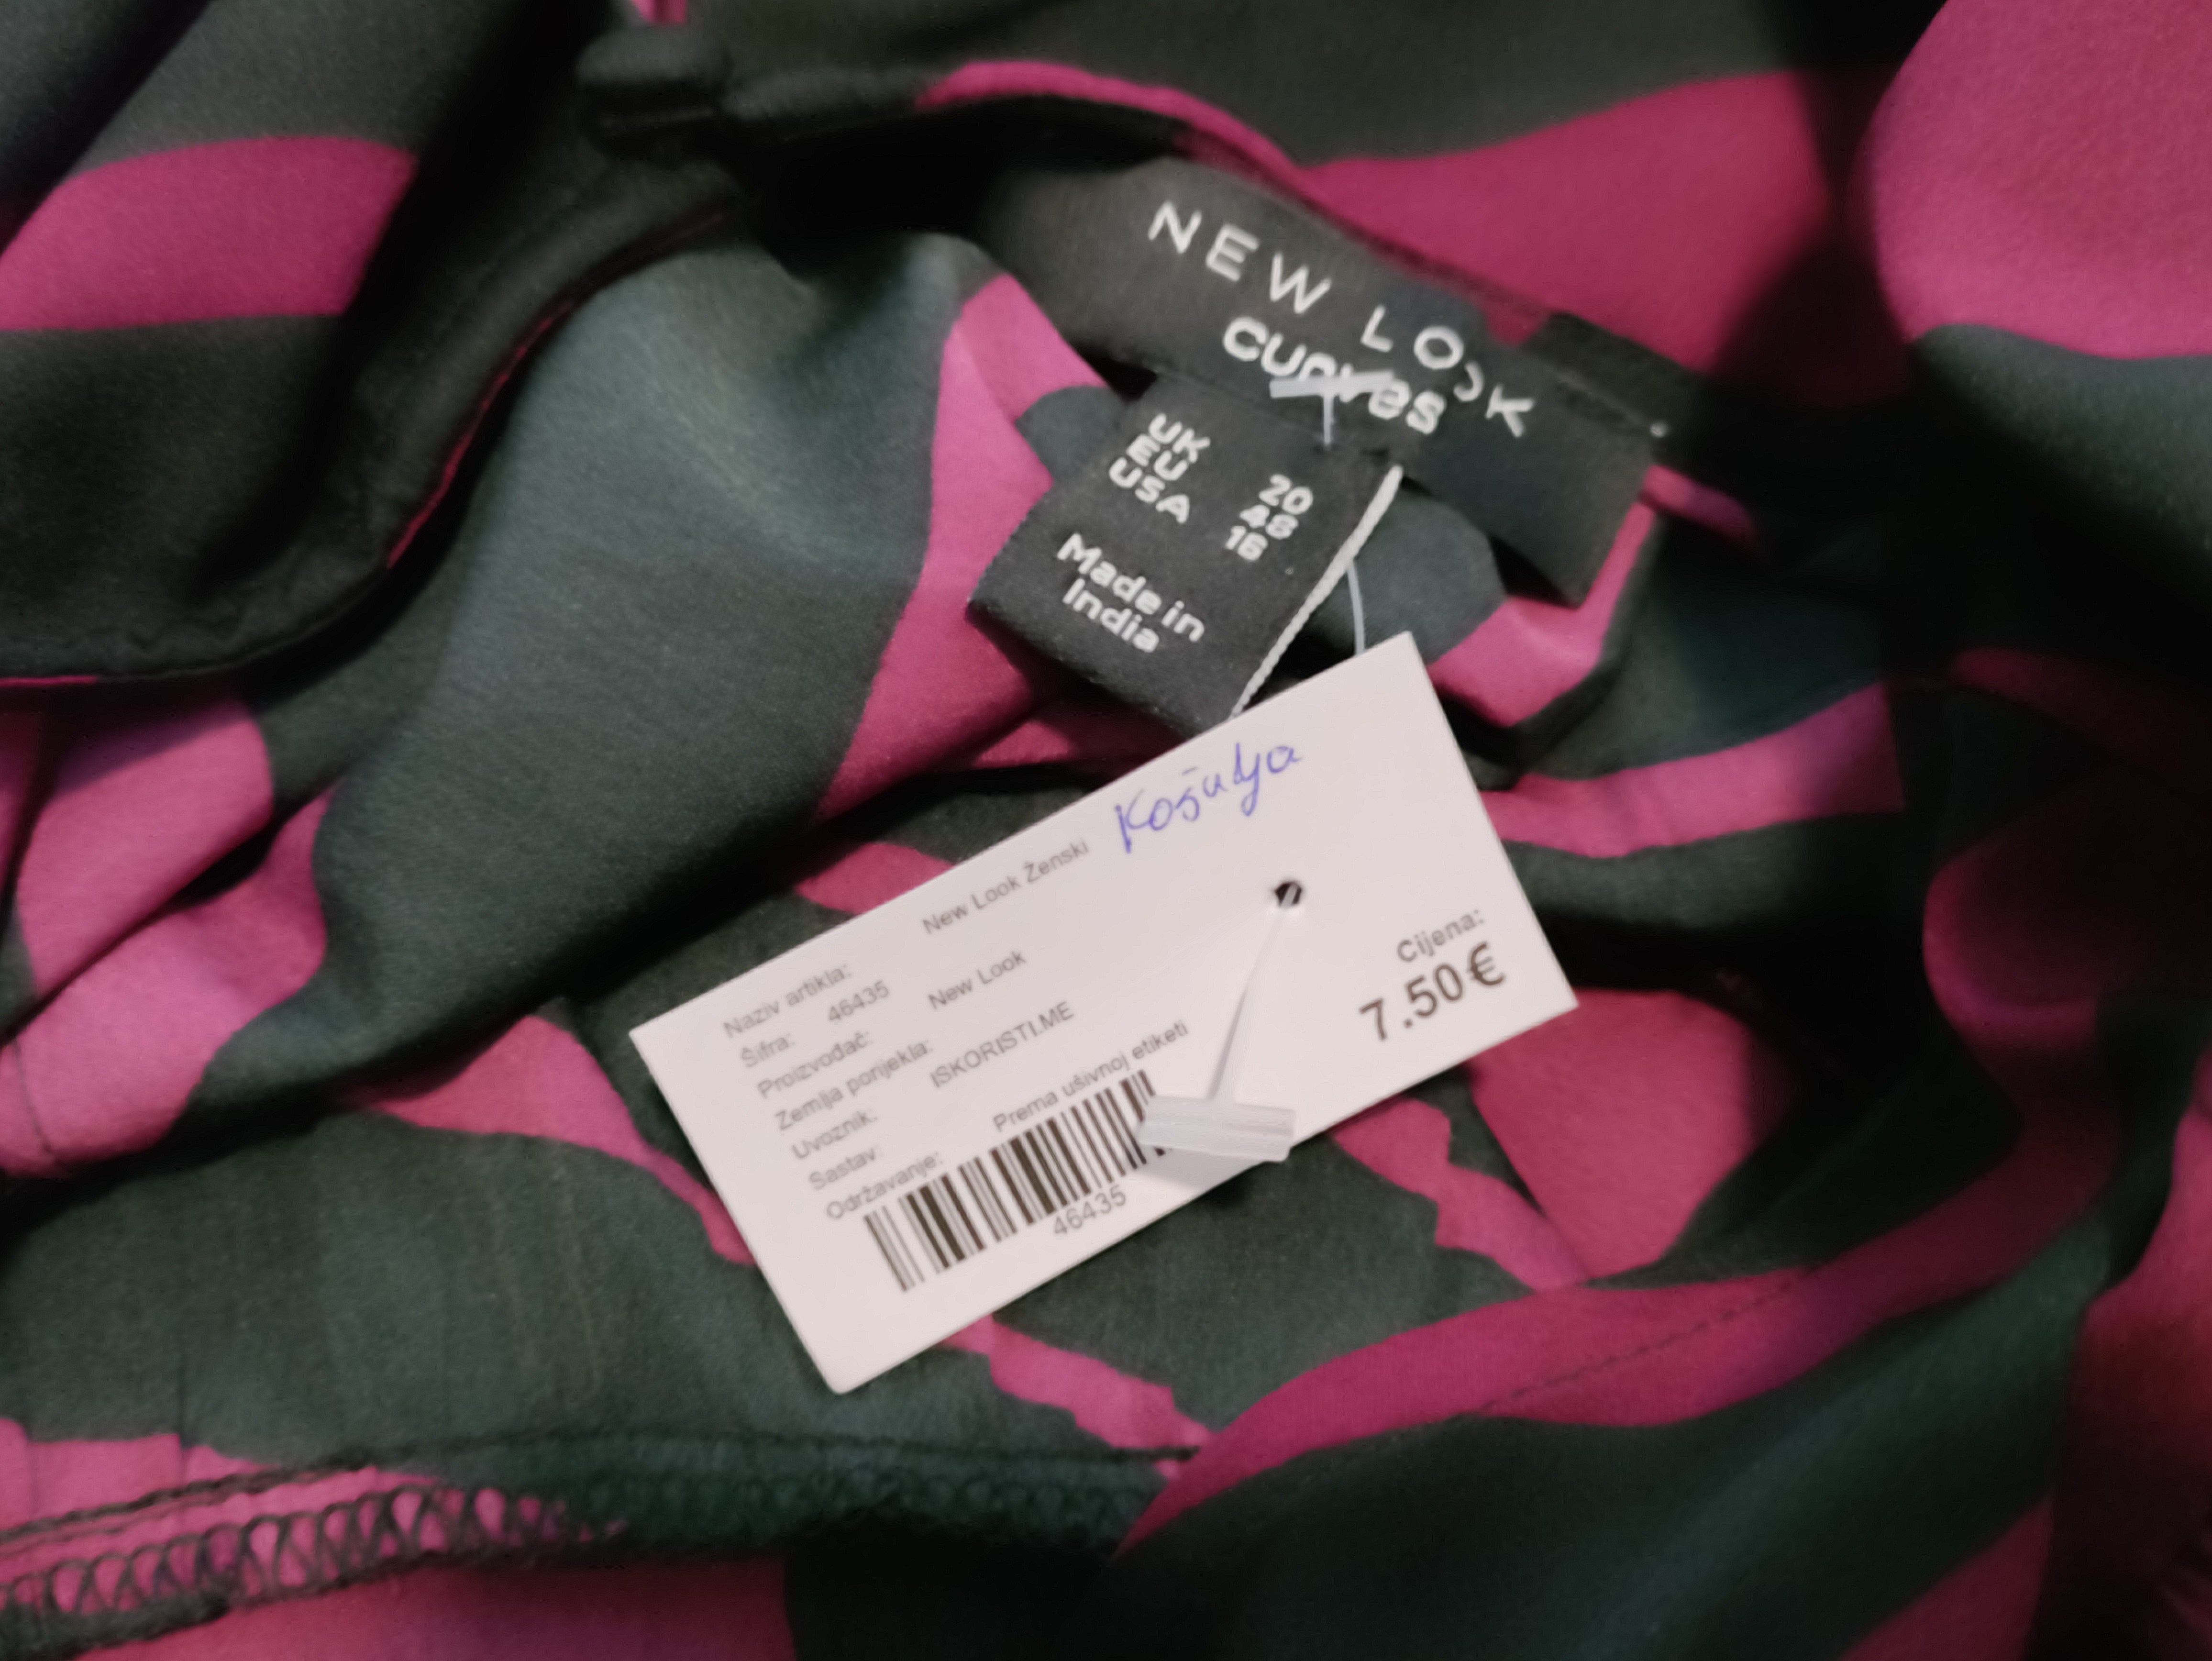 NEW LOOK
curves
UK 20
EU 48
USA 16
Made in
India
Košulja
Naziv artikla: New Look Ženski
Šifra: 46435
Proizvođač: New Look
Zemlja porijekla:
Uvoznik: ISKORISTI.ME
Sastav:
Održavanje: Prema ušivnoj etiketi
46435
Cijena:
7.50€